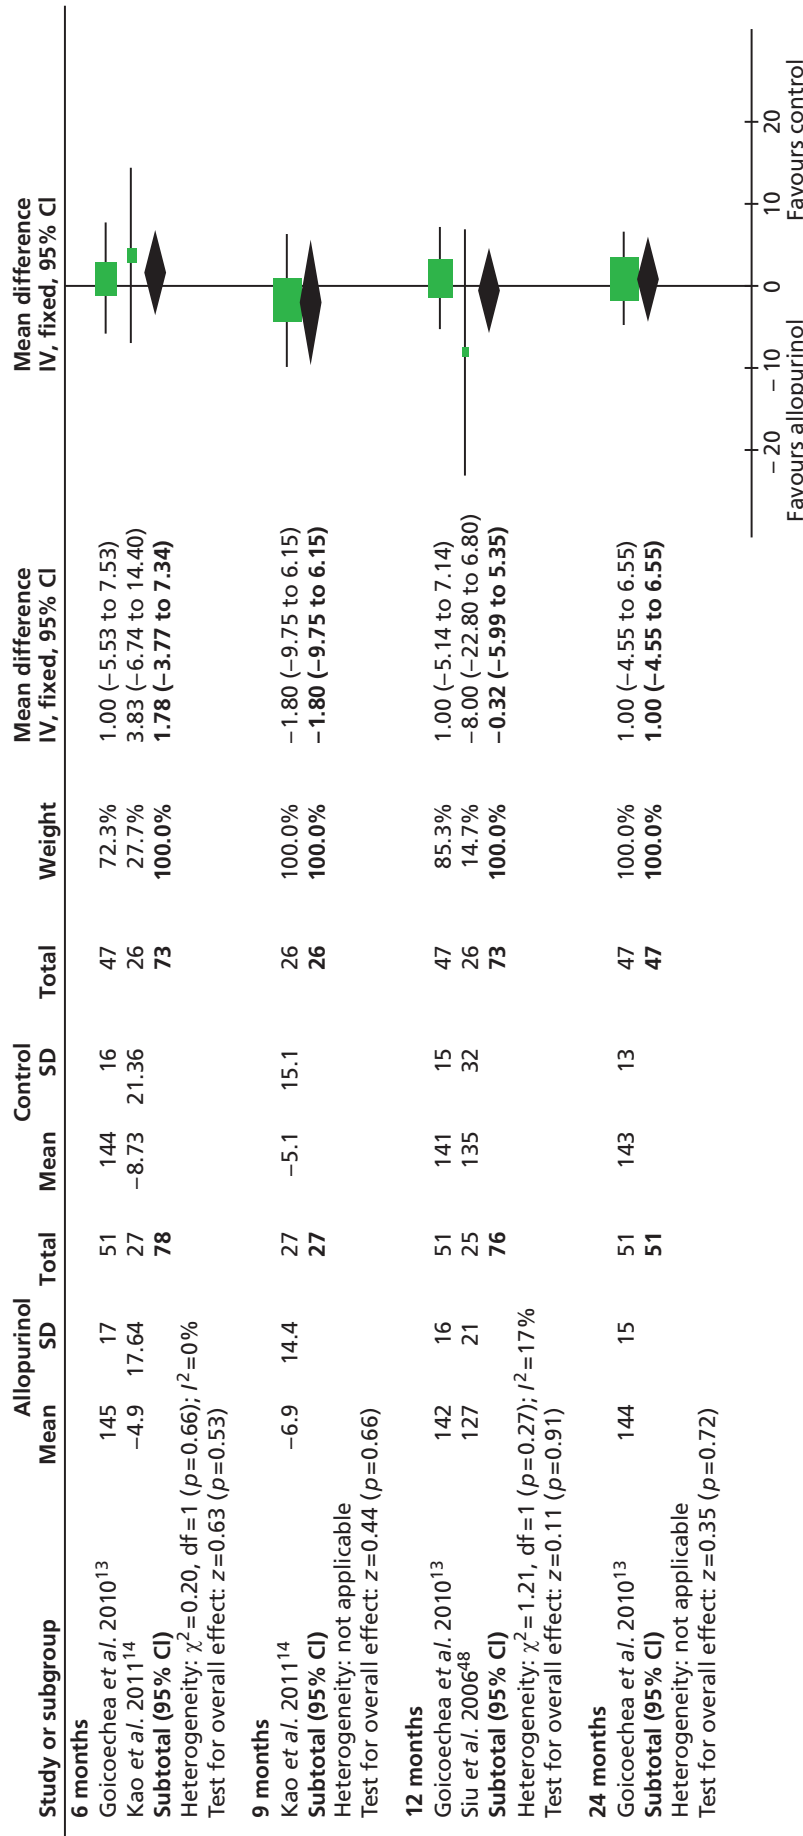 Allopurinol Control Mean difference Mean difference
Study or subgroup Mean SD Total Mean SD Total Weight IV, fixed, 95% CI IV, fixed, 95% CI
6 months
Goicoechea et al. 2010¹³ 145 17 51 144 16 47 72.3% 1.00 (−5.53 to 7.53)
Kao et al. 2011¹⁴ −4.9 17.64 27 −8.73 21.36 26 27.7% 3.83 (−6.74 to 14.40)
Subtotal (95% CI) 78 73 100.0% 1.78 (−3.77 to 7.34)
Heterogeneity: χ²=0.20, df=1 (p=0.66); I²=0%
Test for overall effect: z=0.63 (p=0.53)
9 months
Kao et al. 2011¹⁴ −6.9 14.4 27 −5.1 15.1 26 100.0% −1.80 (−9.75 to 6.15)
Subtotal (95% CI) 27 26 100.0% −1.80 (−9.75 to 6.15)
Heterogeneity: not applicable
Test for overall effect: z=0.44 (p=0.66)
12 months
Goicoechea et al. 2010¹³ 142 16 51 141 15 47 85.3% 1.00 (−5.14 to 7.14)
Siu et al. 2006⁴⁸ 127 21 25 135 32 26 14.7% −8.00 (−22.80 to 6.80)
Subtotal (95% CI) 76 73 100.0% −0.32 (−5.99 to 5.35)
Heterogeneity: χ²=1.21, df=1 (p=0.27); I²=17%
Test for overall effect: z=0.11 (p=0.91)
24 months
Goicoechea et al. 2010¹³ 144 15 51 143 13 47 100.0% 1.00 (−4.55 to 6.55)
Subtotal (95% CI) 51 47 100.0% 1.00 (−4.55 to 6.55)
Heterogeneity: not applicable
Test for overall effect: z=0.35 (p=0.72)
−20 −10 0 10 20
Favours allopurinol Favours control